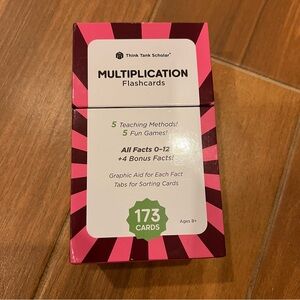 Think Tank Scholar
MULTIPLICATION
Flashcards
5 Teaching Methods!
5 Fun Games!
All Facts 0-12
+4 Bonus Facts!
Graphic Aid for Each Fact
Tabs for Sorting Cards
173
CARDS
Ages 8+